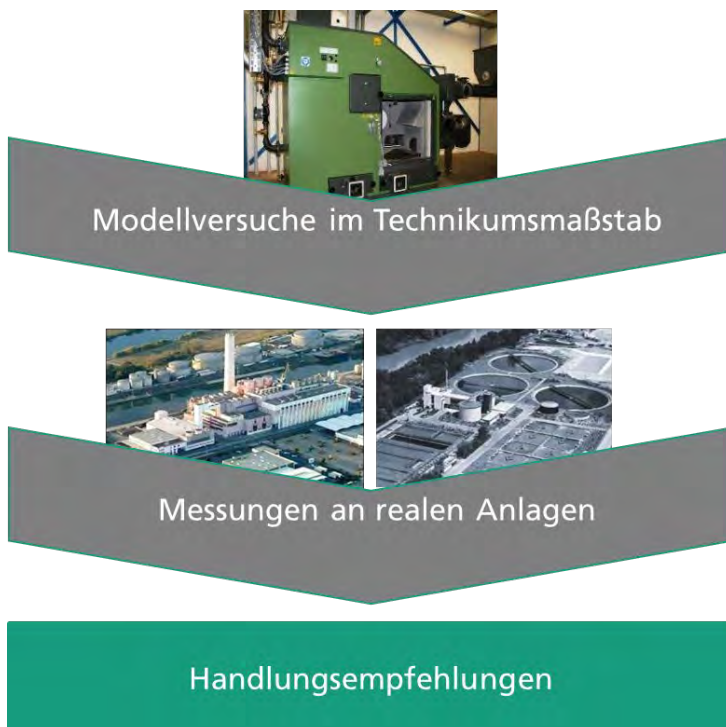 Modellversuche im Technikumsmaßstab
Messungen an realen Anlagen
Handlungsempfehlungen